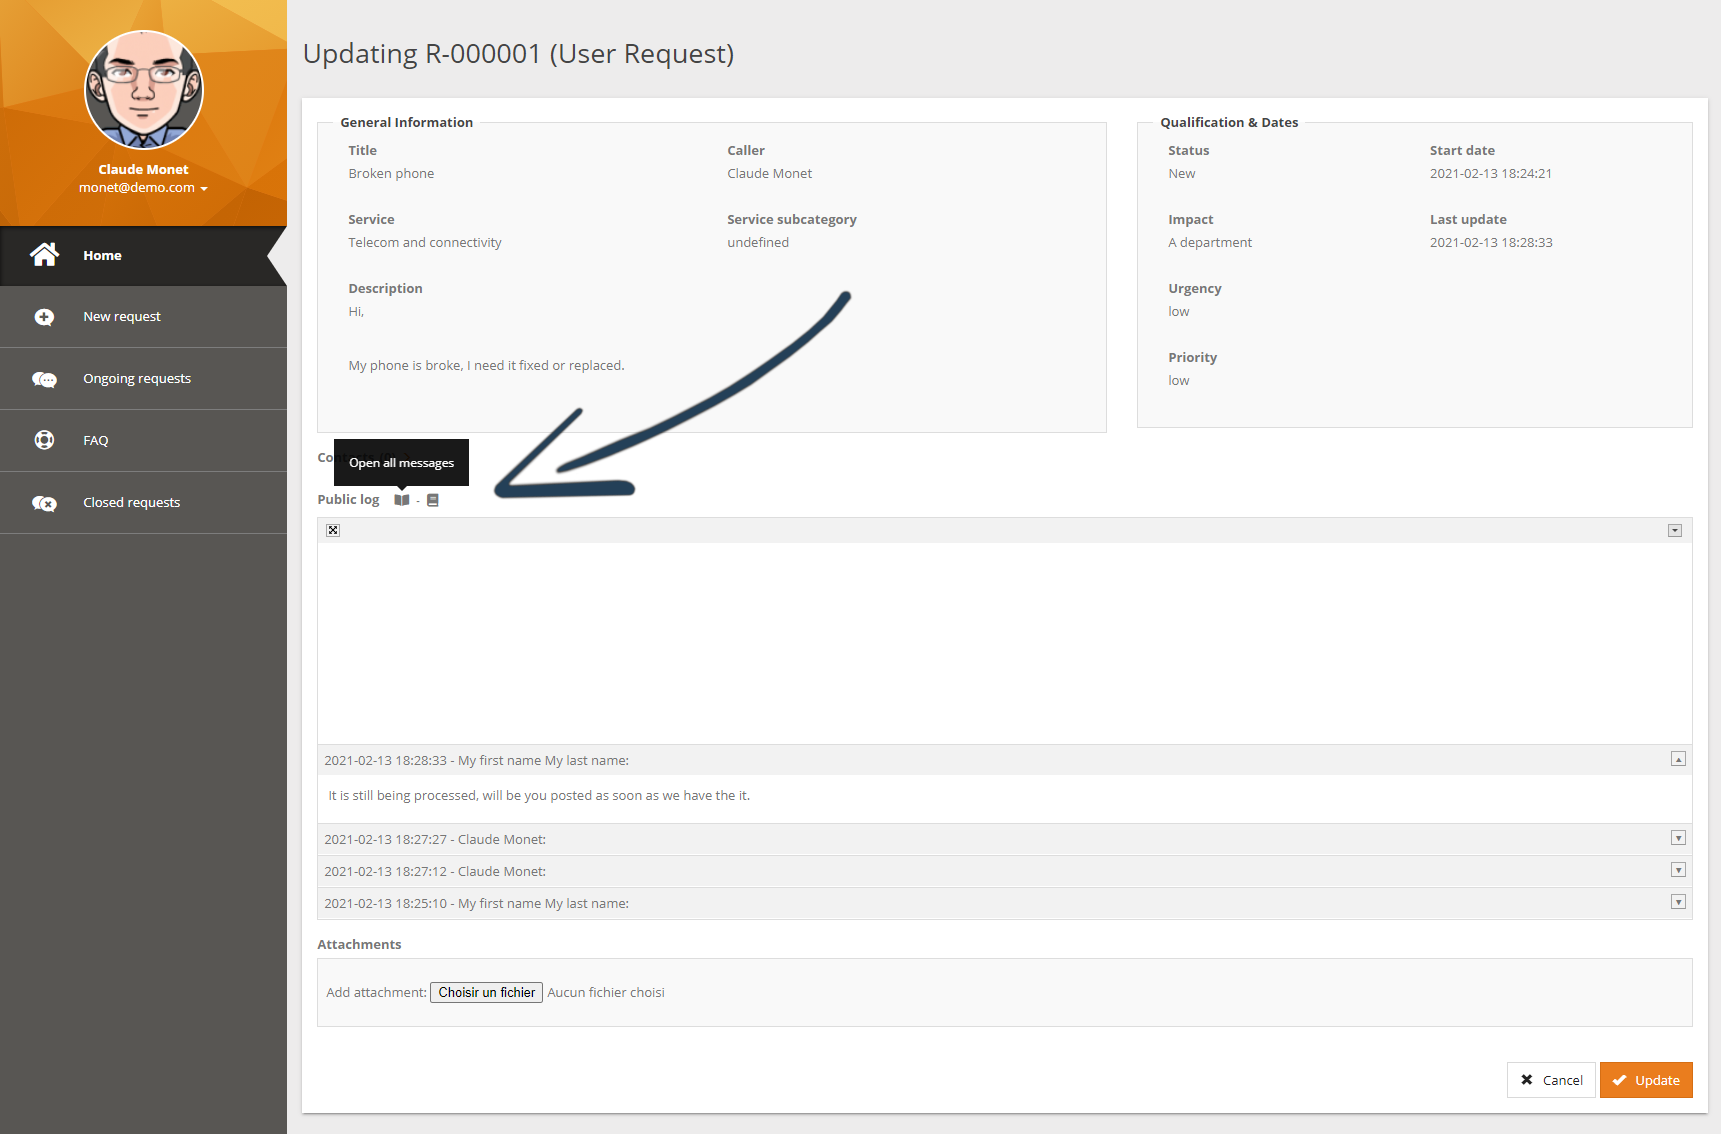 Claude Monet
monet@demo.com
Home
New request
Ongoing requests
FAQ
Closed requests
Updating R-000001 (User Request)
General Information
Title
Broken phone
Caller
Claude Monet
Service
Telecom and connectivity
Service subcategory
undefined
Description
Hi,
My phone is broke, I need it fixed or replaced.
Qualification & Dates
Status
New
Start date
2021-02-13 18:24:21
Impact
A department
Last update
2021-02-13 18:28:33
Urgency
low
Priority
low
Open all messages
Public log -
2021-02-13 18:28:33 - My first name My last name:
It is still being processed, will be you posted as soon as we have the it.
2021-02-13 18:27:27 - Claude Monet:
2021-02-13 18:27:12 - Claude Monet:
2021-02-13 18:25:10 - My first name My last name:
Attachments
Add attachment: Choisir un fichier Aucun fichier choisi
Cancel
Update